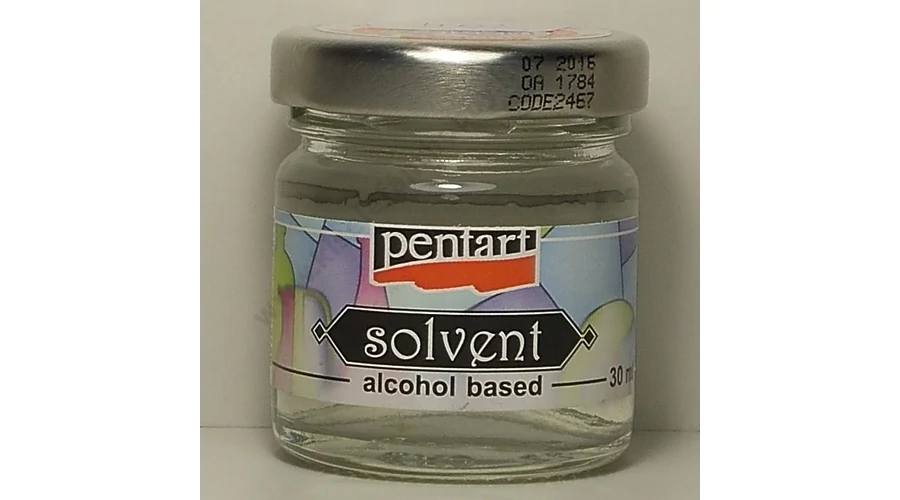 07 2016
OA 1784
CODE2467
pentart
solvent
alcohol based
30 ml